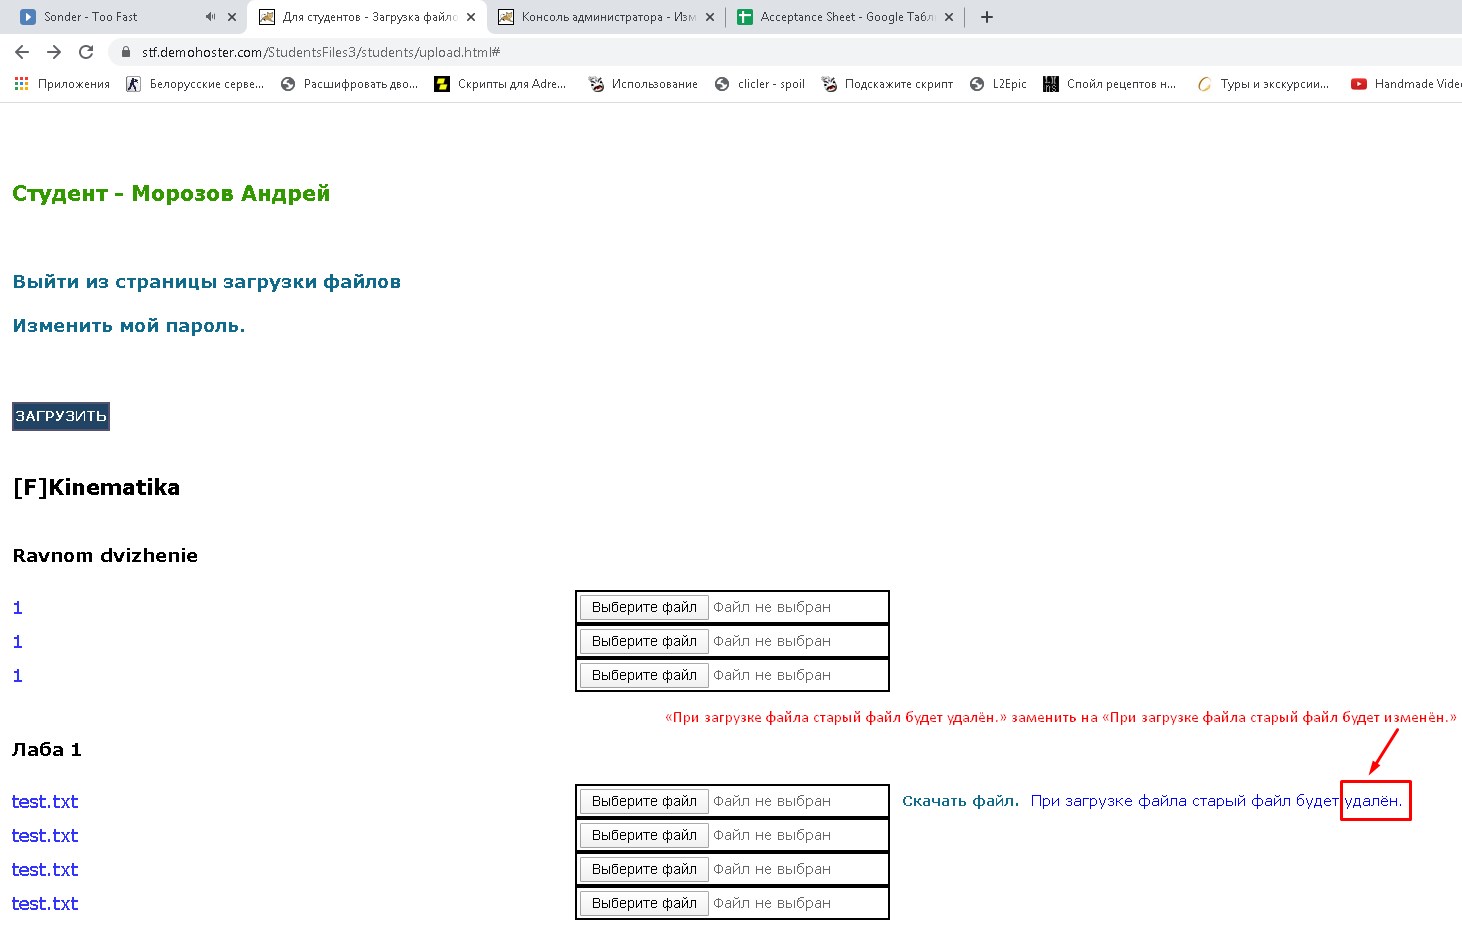 Sonder - Too Fast
Для студентов - Загрузка файло
Консоль администратора - Изм
Acceptance Sheet - Google Табл
stf.demohoster.com/StudentsFiles3/students/upload.html#
Приложения Белорусские серве... Расшифровать дво... Скрипты для Adre... Использование clicler - spoil Подскажите скрипт L2Epic Спойл рецептов н... Туры и экскурсии... Handmade Vide
Студент - Морозов Андрей
Выйти из страницы загрузки файлов
Изменить мой пароль.
ЗАГРУЗИТЬ
[F]Kinematika
Ravnom dvizhenie
1 Выберите файл Файл не выбран
1 Выберите файл Файл не выбран
1 Выберите файл Файл не выбран
«При загрузке файла старый файл будет удалён.» заменить на «При загрузке файла старый файл будет изменён.»
Лаба 1
test.txt Выберите файл Файл не выбран Скачать файл. При загрузке файла старый файл будет удалён.
test.txt Выберите файл Файл не выбран
test.txt Выберите файл Файл не выбран
test.txt Выберите файл Файл не выбран